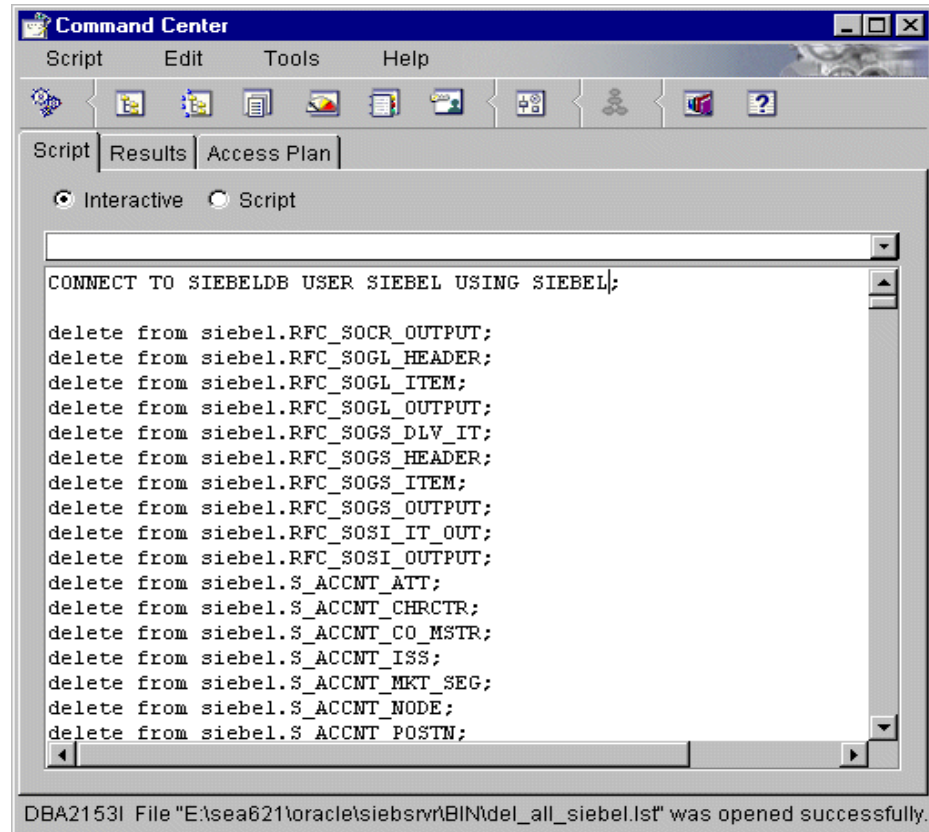 Command Center
Script Edit Tools Help
Script Results Access Plan
Interactive Script
CONNECT TO SIEBELDB USER SIEBEL USING SIEBEL;
delete from siebel.RFC_SOCR_OUTPUT;
delete from siebel.RFC_SOGL_HEADER;
delete from siebel.RFC_SOGL_ITEM;
delete from siebel.RFC_SOGL_OUTPUT;
delete from siebel.RFC_SOGS_DLV_IT;
delete from siebel.RFC_SOGS_HEADER;
delete from siebel.RFC_SOGS_ITEM;
delete from siebel.RFC_SOGS_OUTPUT;
delete from siebel.RFC_SOSI_IT_OUT;
delete from siebel.RFC_SOSI_OUTPUT;
delete from siebel.S_ACCNT_ATT;
delete from siebel.S_ACCNT_CHRCTR;
delete from siebel.S_ACCNT_CO_MSTR;
delete from siebel.S_ACCNT_ISS;
delete from siebel.S_ACCNT_MKT_SEG;
delete from siebel.S_ACCNT_NODE;
delete from siebel.S_ACCNT_POSTN;
DBA2153I File "E:\sea621\oracle\siebsrvr\BIN\del_all_siebel.lst" was opened successfully.